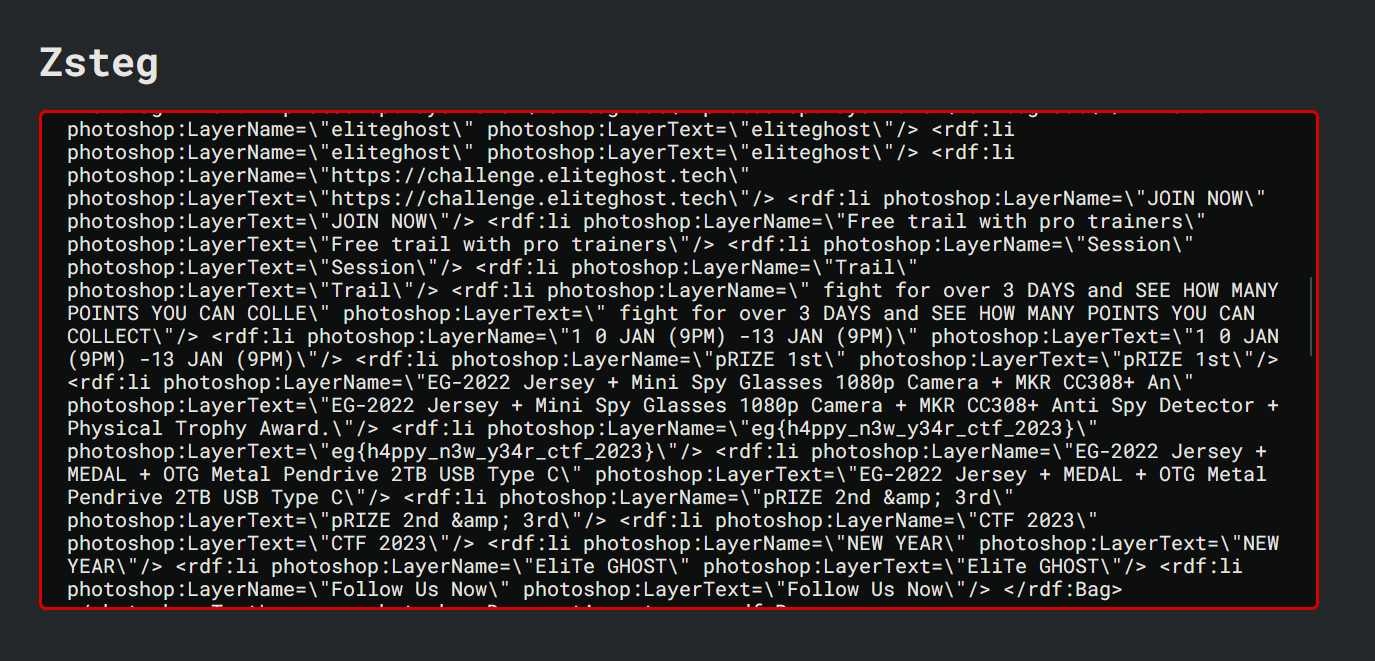 Zsteg
photoshop:LayerName=\"eliteghost\" photoshop:LayerText=\"eliteghost\"/> <rdf:li
photoshop:LayerName=\"eliteghost\" photoshop:LayerText=\"eliteghost\"/> <rdf:li
photoshop:LayerName=\"https://challenge.eliteghost.tech\"
photoshop:LayerText=\"https://challenge.eliteghost.tech\"/> <rdf:li photoshop:LayerName=\"JOIN NOW\"
photoshop:LayerText=\"JOIN NOW\"/> <rdf:li photoshop:LayerName=\"Free trail with pro trainers\"
photoshop:LayerText=\"Free trail with pro trainers\"/> <rdf:li photoshop:LayerName=\"Session\"
photoshop:LayerText=\"Session\"/> <rdf:li photoshop:LayerName=\"Trail\"
photoshop:LayerText=\"Trail\"/> <rdf:li photoshop:LayerName=\" fight for over 3 DAYS and SEE HOW MANY
POINTS YOU CAN COLLE\" photoshop:LayerText=\" fight for over 3 DAYS and SEE HOW MANY POINTS YOU CAN
COLLECT\"/> <rdf:li photoshop:LayerName=\"1 0 JAN (9PM) -13 JAN (9PM)\" photoshop:LayerText=\"1 0 JAN
(9PM) -13 JAN (9PM)\"/> <rdf:li photoshop:LayerName=\"pRIZE 1st\" photoshop:LayerText=\"pRIZE 1st\"/>
<rdf:li photoshop:LayerName=\"EG-2022 Jersey + Mini Spy Glasses 1080p Camera + MKR CC308+ An\"
photoshop:LayerText=\"EG-2022 Jersey + Mini Spy Glasses 1080p Camera + MKR CC308+ Anti Spy Detector +
Physical Trophy Award.\"/> <rdf:li photoshop:LayerName=\"eg{h4ppy_n3w_y34r_ctf_2023}\"
photoshop:LayerText=\"eg{h4ppy_n3w_y34r_ctf_2023}\"/> <rdf:li photoshop:LayerName=\"EG-2022 Jersey +
MEDAL + OTG Metal Pendrive 2TB USB Type C\" photoshop:LayerText=\"EG-2022 Jersey + MEDAL + OTG Metal
Pendrive 2TB USB Type C\"/> <rdf:li photoshop:LayerName=\"pRIZE 2nd &amp; 3rd\"
photoshop:LayerText=\"pRIZE 2nd &amp; 3rd\"/> <rdf:li photoshop:LayerName=\"CTF 2023\"
photoshop:LayerText=\"CTF 2023\"/> <rdf:li photoshop:LayerName=\"NEW YEAR\" photoshop:LayerText=\"NEW
YEAR\"/> <rdf:li photoshop:LayerName=\"EliTe GHOST\" photoshop:LayerText=\"EliTe GHOST\"/> <rdf:li
photoshop:LayerName=\"Follow Us Now\" photoshop:LayerText=\"Follow Us Now\"/> </rdf:Bag>